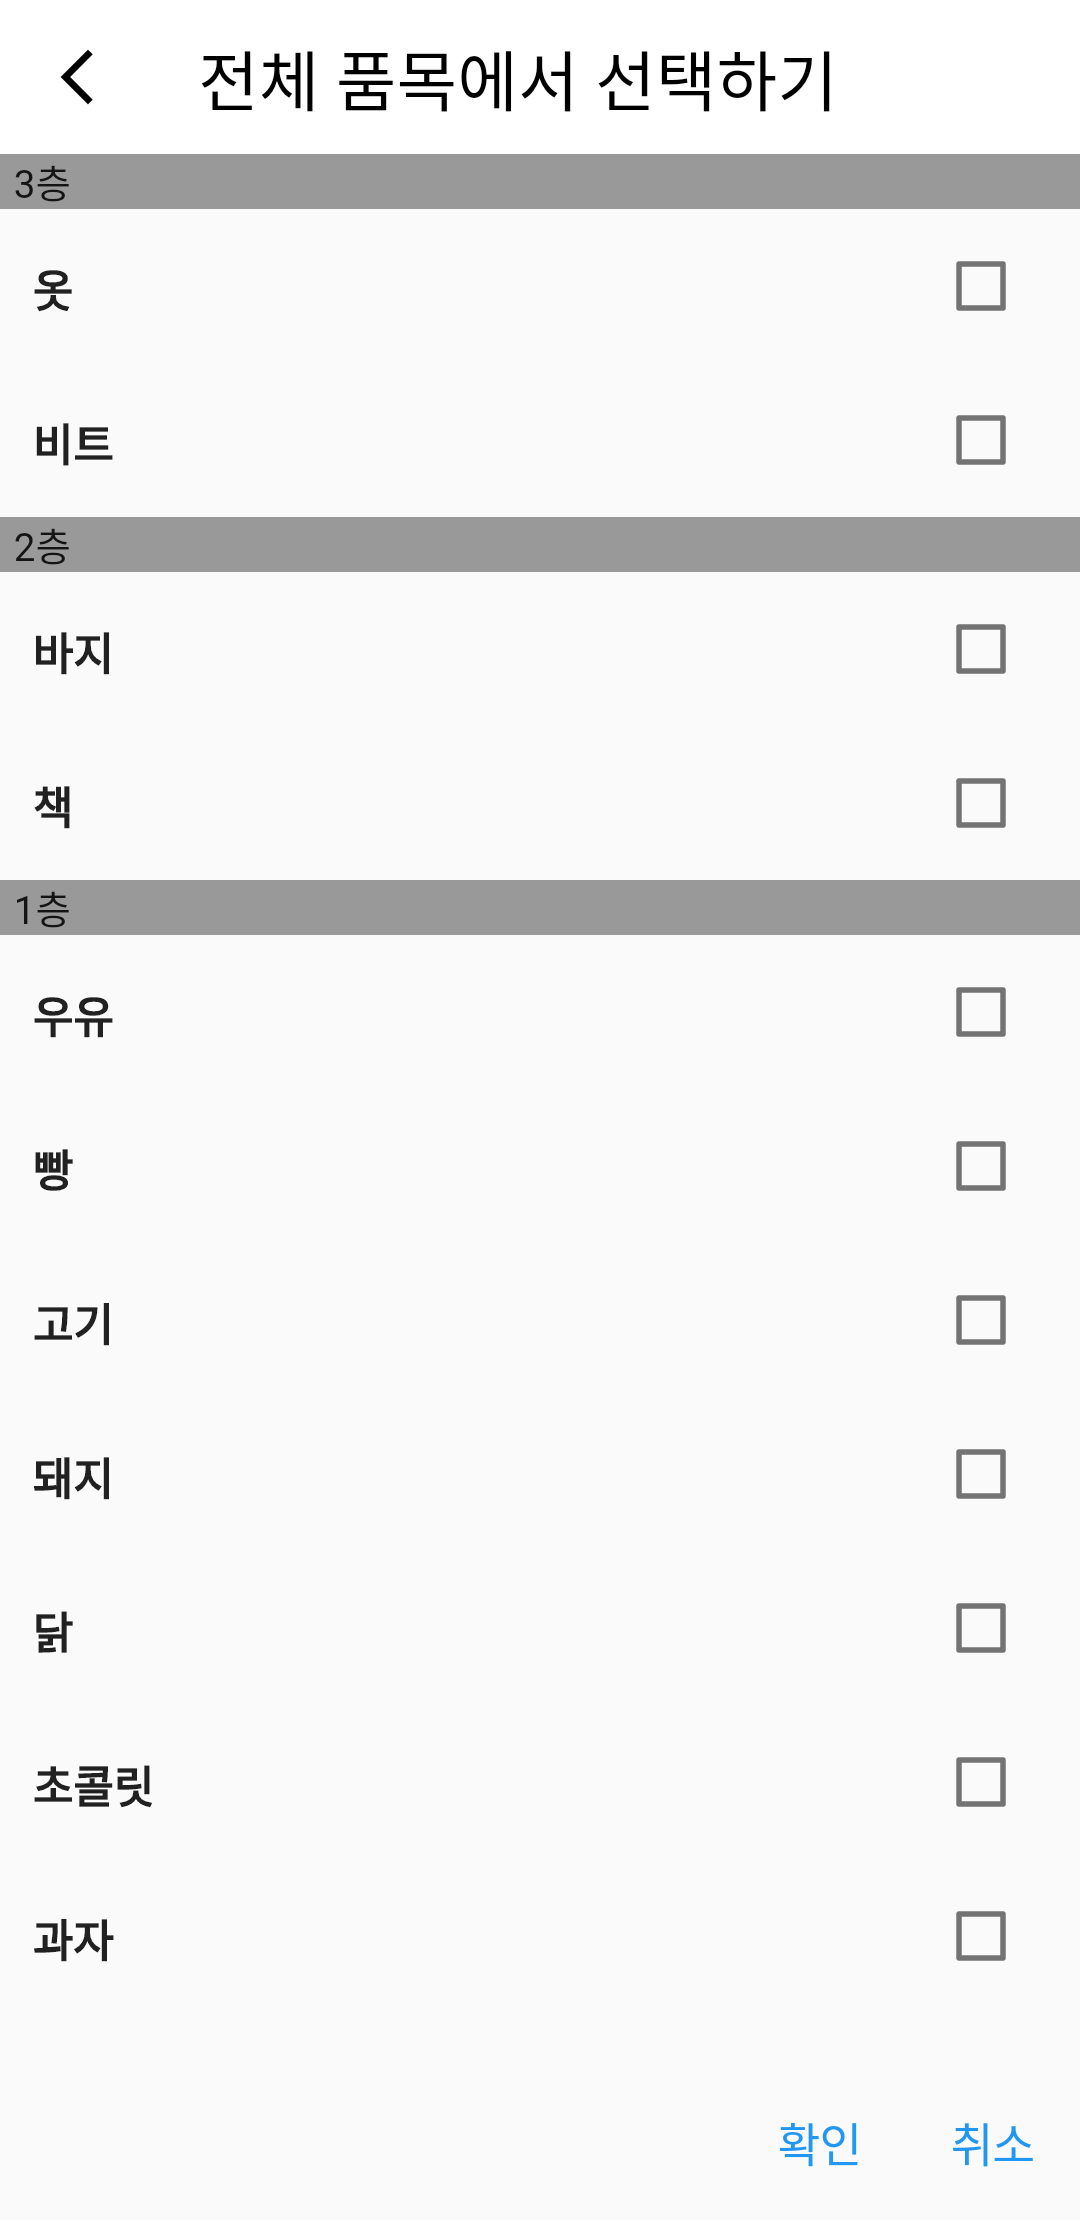 전체 품목에서 선택하기
3층
옷
비트
2층
바지
책
1층
우유
빵
고기
돼지
닭
초콜릿
과자
확인 취소